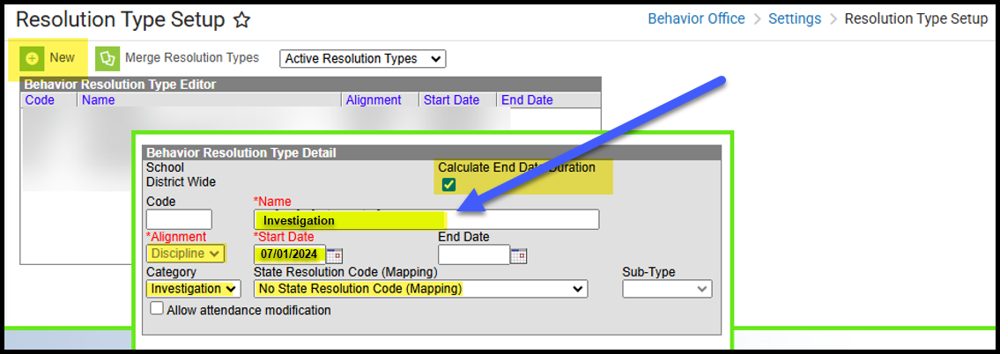 Resolution Type Setup
Behavior Office > Settings > Resolution Type Setup
New Merge Resolution Types Active Resolution Types
Behavior Resolution Type Editor
Code Name Alignment Start Date End Date
Behavior Resolution Type Detail
School Calculate End Date Duration
District Wide
Code *Name
Investigation
*Alignment *Start Date End Date
Discipline 07/01/2024
Category State Resolution Code (Mapping) Sub-Type
Investigation No State Resolution Code (Mapping)
Allow attendance modification